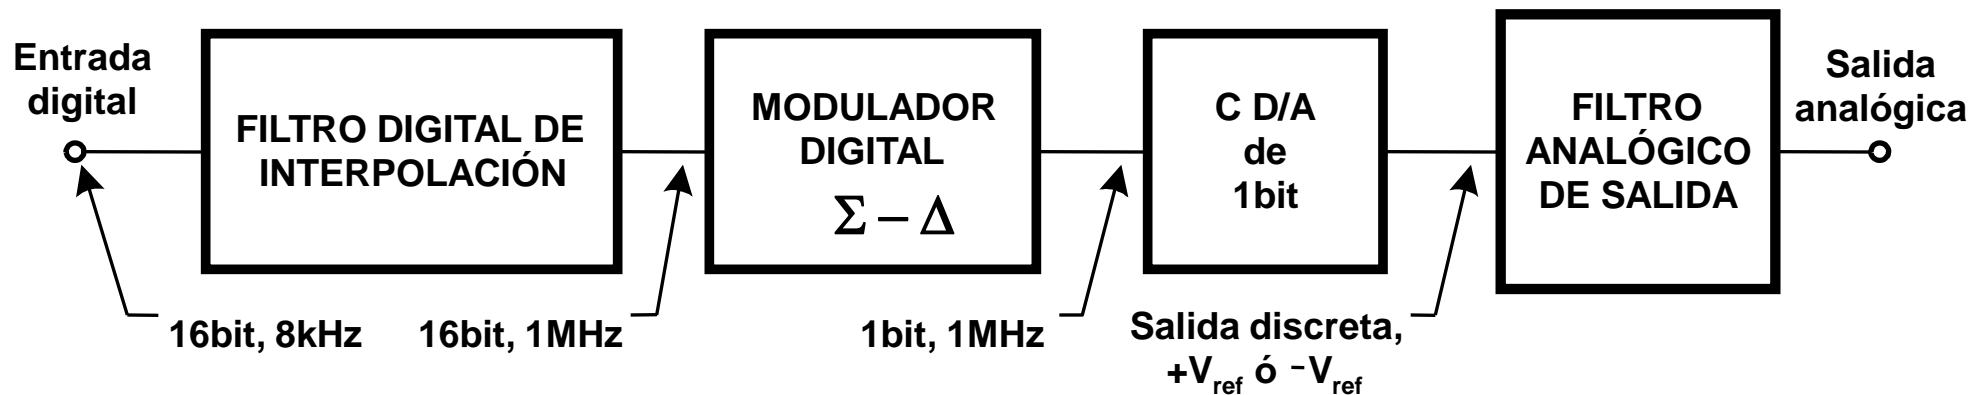 Entrada
digital
FILTRO DIGITAL DE
INTERPOLACIÓN
MODULADOR
DIGITAL
Σ – Δ
C D/A
de
1bit
FILTRO
ANALÓGICO
DE SALIDA
Salida
analógica
16bit, 8kHz
16bit, 1MHz
1bit, 1MHz
Salida discreta,
+Vref ó -Vref